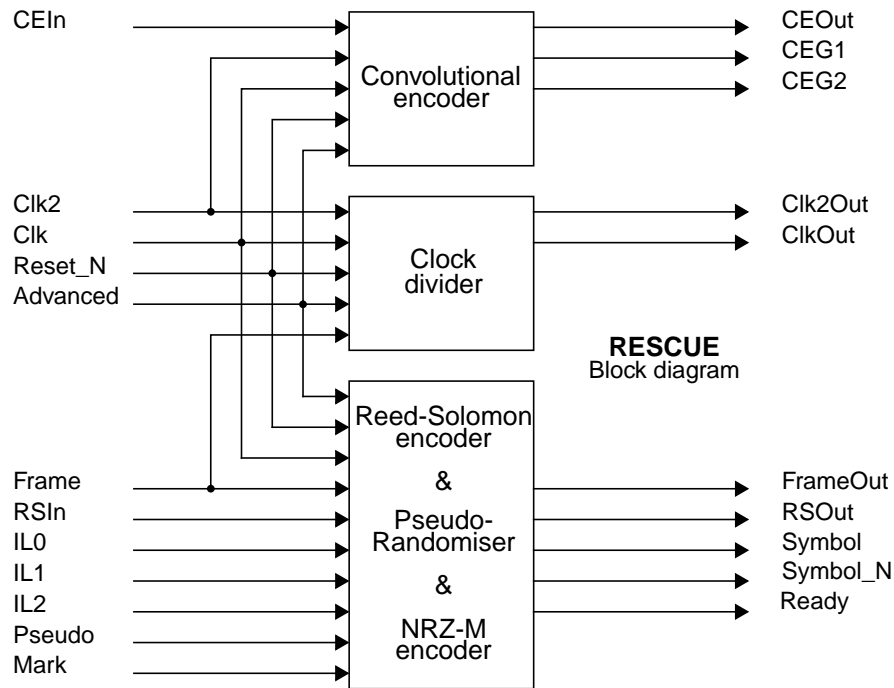 CEIn
Clk2
Clk
Reset_N
Advanced
Frame
RSIn
IL0
IL1
IL2
Pseudo
Mark
Convolutional
encoder
Clock
divider
Reed-Solomon
encoder
&
Pseudo-
Randomiser
&
NRZ-M
encoder
CEOut
CEG1
CEG2
Clk2Out
ClkOut
RESCUE
Block diagram
FrameOut
RSOut
Symbol
Symbol_N
Ready